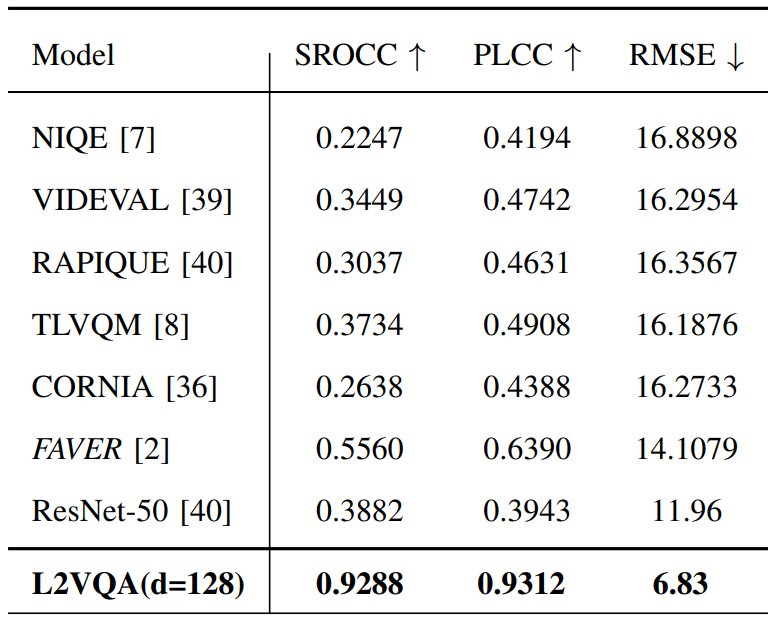 Model SROCC ↑ PLCC ↑ RMSE ↓
NIQE [7] 0.2247 0.4194 16.8898
VIDEVAL [39] 0.3449 0.4742 16.2954
RAPIQUE [40] 0.3037 0.4631 16.3567
TLVQM [8] 0.3734 0.4908 16.1876
CORNIA [36] 0.2638 0.4388 16.2733
FAVER [2] 0.5560 0.6390 14.1079
ResNet-50 [40] 0.3882 0.3943 11.96
L2VQA(d=128) 0.9288 0.9312 6.83